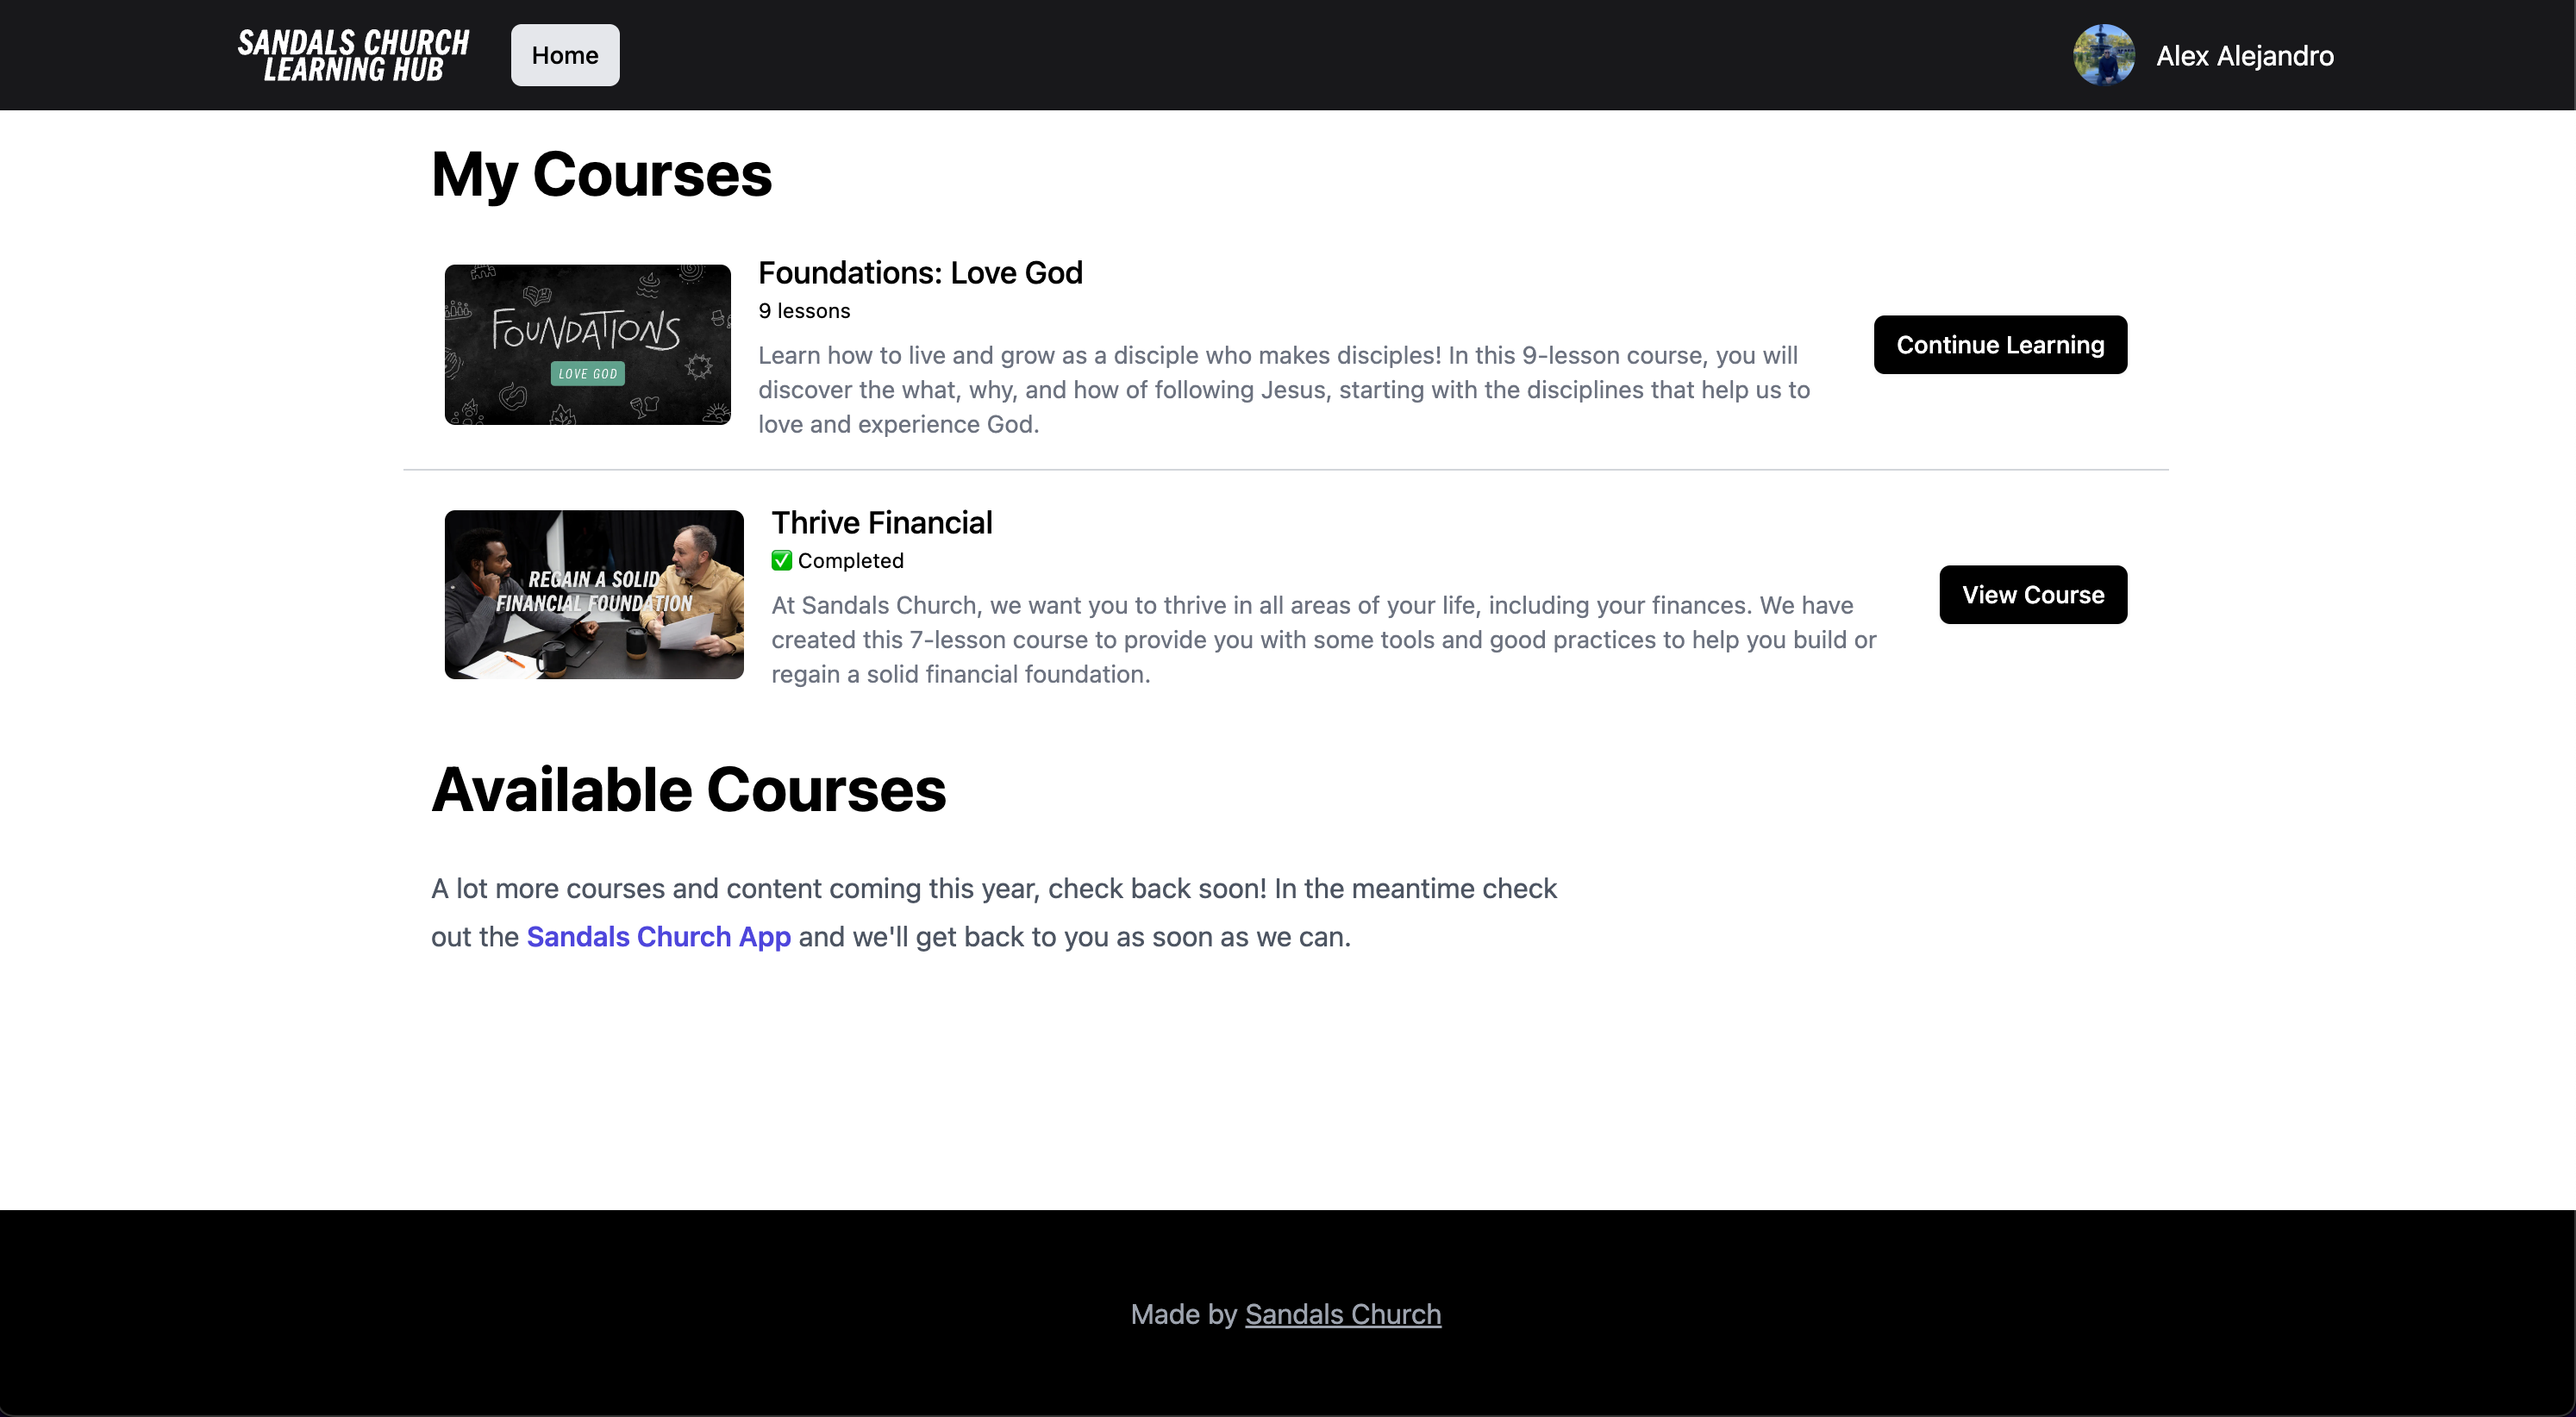 SANDALS CHURCH
LEARNING HUB
Home
Alex Alejandro
My Courses
FOUNDATIONS
LOVE GOD
Foundations: Love God
9 lessons
Learn how to live and grow as a disciple who makes disciples! In this 9-lesson course, you will
discover the what, why, and how of following Jesus, starting with the disciplines that help us to
love and experience God.
Continue Learning
REGAIN A SOLID
FINANCIAL FOUNDATION
Thrive Financial
✅ Completed
At Sandals Church, we want you to thrive in all areas of your life, including your finances. We have
created this 7-lesson course to provide you with some tools and good practices to help you build or
regain a solid financial foundation.
View Course
Available Courses
A lot more courses and content coming this year, check back soon! In the meantime check
out the Sandals Church App and we'll get back to you as soon as we can.
Made by Sandals Church